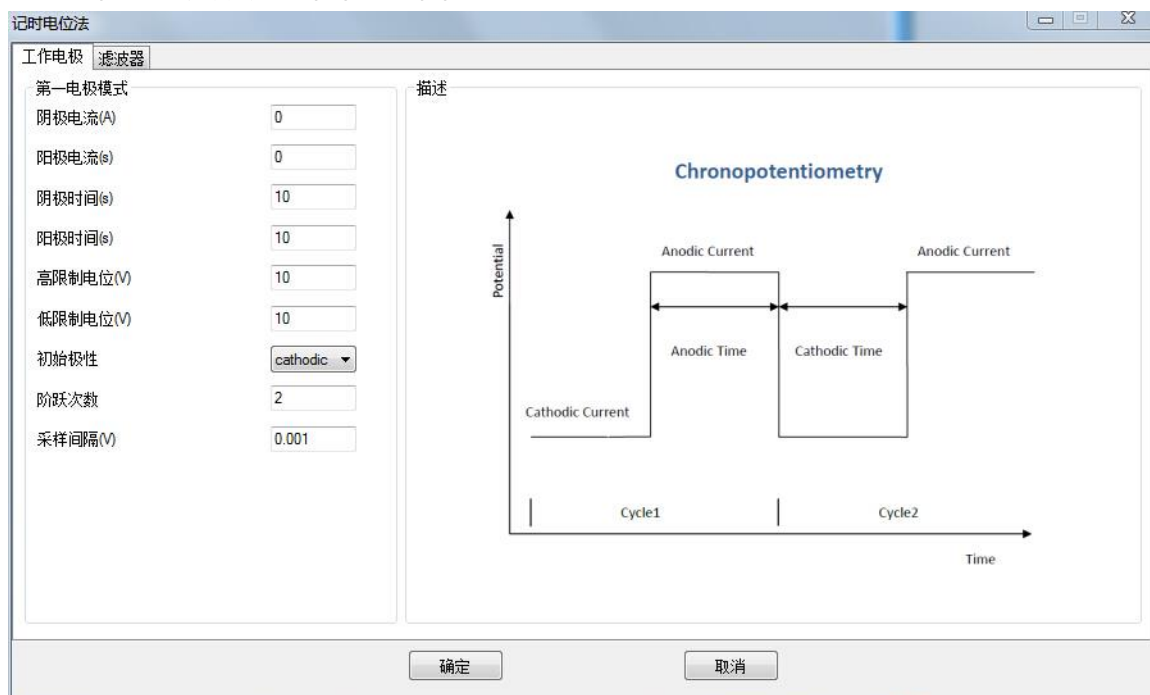 记时电位法
工作电极 滤波器
第一电极模式
阴极电流(A) 0
阳极电流(s) 0
阴极时间(s) 10
阳极时间(s) 10
高限制电位(V) 10
低限制电位(V) 10
初始极性 cathodic
阶跃次数 2
采样间隔(V) 0.001
描述
Chronopotentiometry
Potential
Anodic Current Anodic Current
Anodic Time Cathodic Time
Cathodic Current
Cycle1 Cycle2
Time
确定 取消